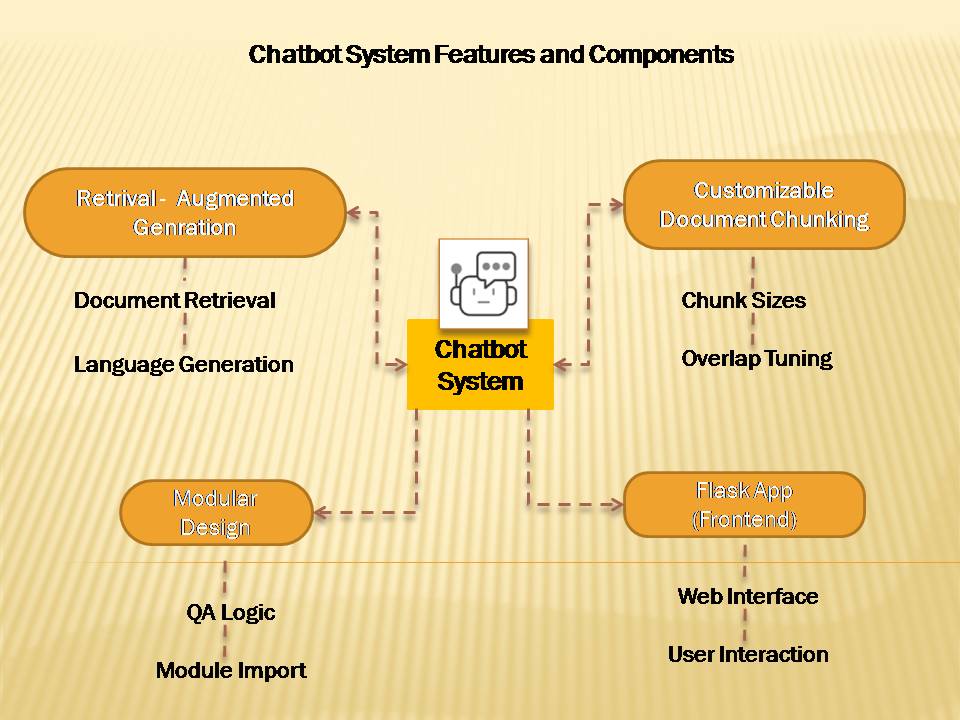 Chatbot System Features and Components
Retrival - Augmented
Genration
Document Retrieval
Language Generation
Customizable
Document Chunking
Chunk Sizes
Overlap Tuning
Chatbot
System
Modular
Design
QA Logic
Module Import
Flask App
(Frontend)
Web Interface
User Interaction